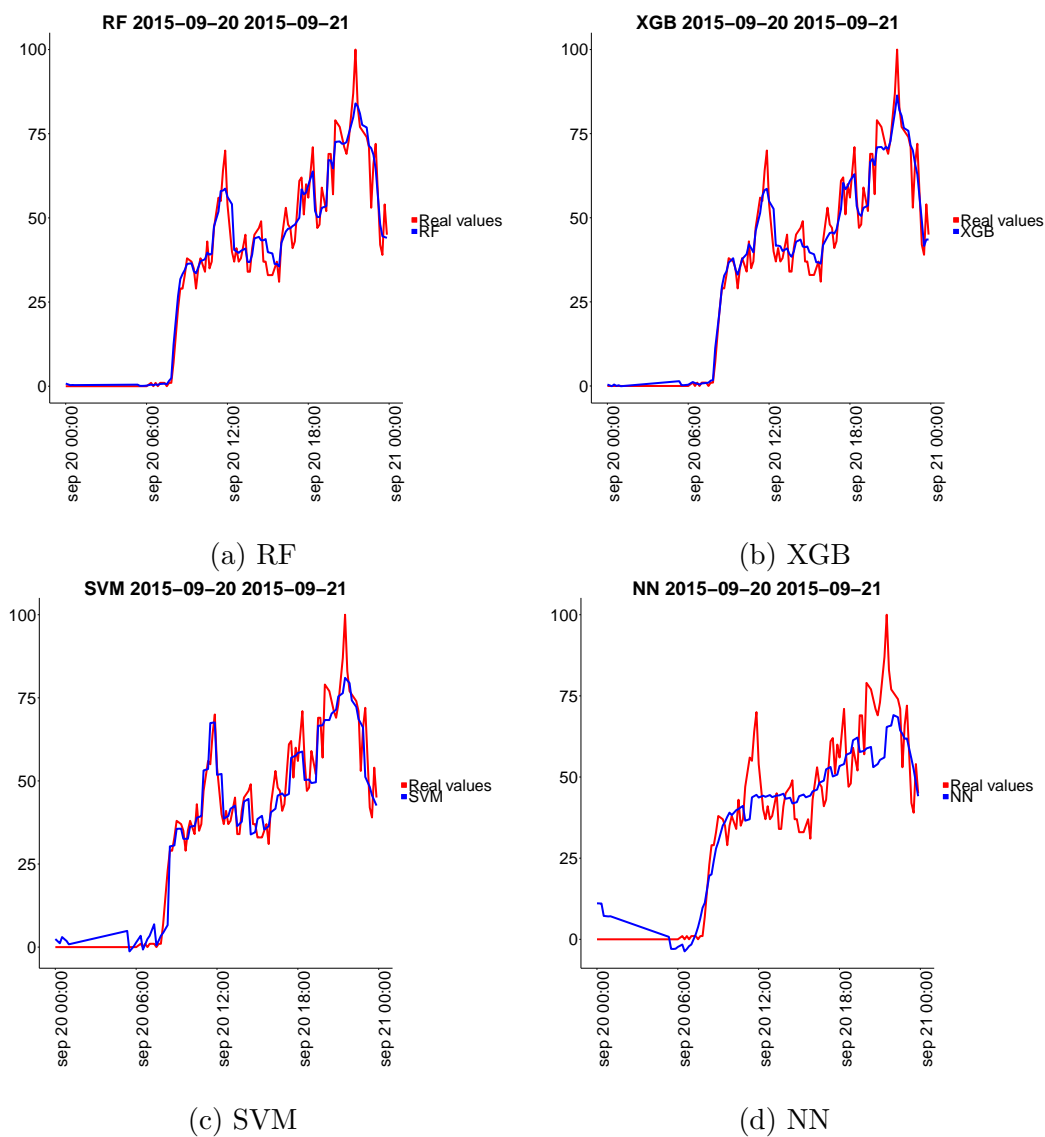 RF 2015−09−20 2015−09−21
100
75
50
25
0
sep 20 00:00
sep 20 06:00
sep 20 12:00
sep 20 18:00
sep 21 00:00
Real values
RF
(a) RF
XGB 2015−09−20 2015−09−21
100
75
50
25
0
sep 20 00:00
sep 20 06:00
sep 20 12:00
sep 20 18:00
sep 21 00:00
Real values
XGB
(b) XGB
SVM 2015−09−20 2015−09−21
100
75
50
25
0
sep 20 00:00
sep 20 06:00
sep 20 12:00
sep 20 18:00
sep 21 00:00
Real values
SVM
(c) SVM
NN 2015−09−20 2015−09−21
100
75
50
25
0
sep 20 00:00
sep 20 06:00
sep 20 12:00
sep 20 18:00
sep 21 00:00
Real values
NN
(d) NN